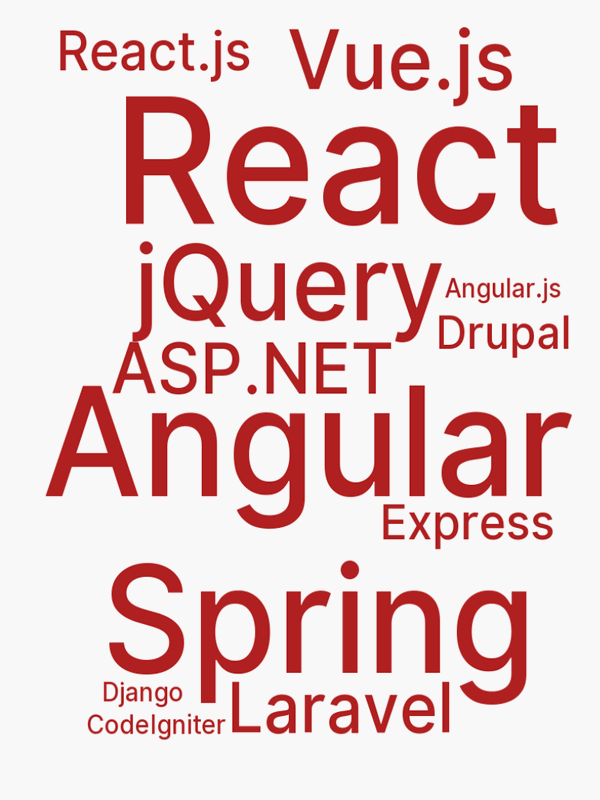 React.js Vue.js
React
jQuery
Angular.js
Drupal
ASP.NET
Angular
Express
Spring
Django
CodeIgniter
Laravel